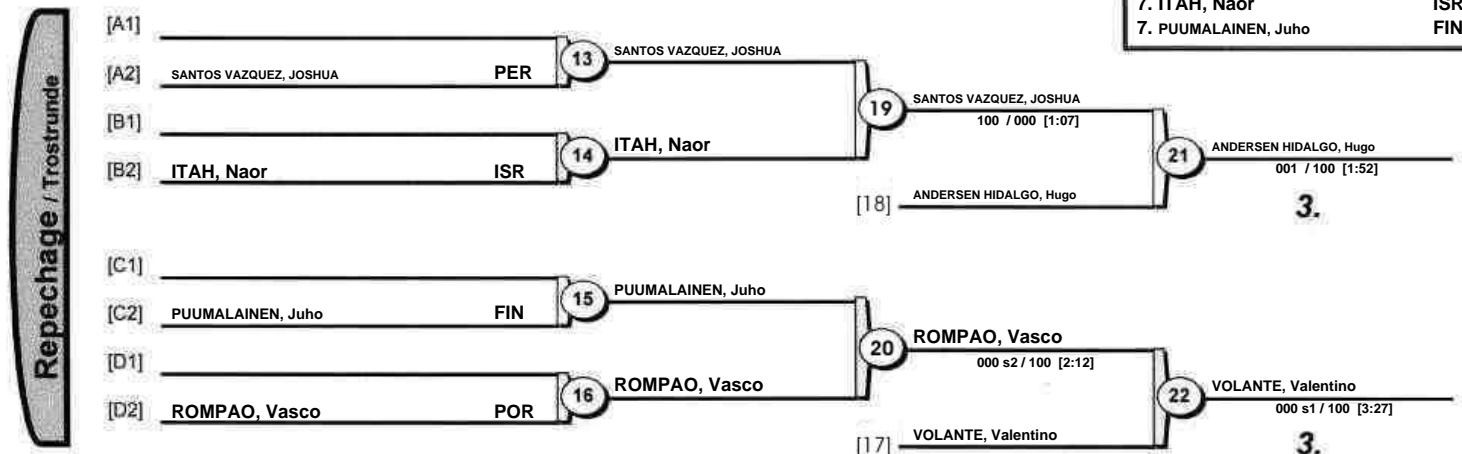 7. ITAH, Naor ISR
7. PUUMALAINEN, Juho FIN
Repechage / Trostrunde
[A1]
[A2] SANTOS VAZQUEZ, JOSHUA PER
13 SANTOS VAZQUEZ, JOSHUA
[B1]
[B2] ITAH, Naor ISR
14 ITAH, Naor
19 SANTOS VAZQUEZ, JOSHUA
100 / 000 [1:07]
[18] ANDERSEN HIDALGO, Hugo
21 ANDERSEN HIDALGO, Hugo
001 / 100 [1:52]
3.
[C1]
[C2] PUUMALAINEN, Juho FIN
15 PUUMALAINEN, Juho
[D1]
[D2] ROMPAO, Vasco POR
16 ROMPAO, Vasco
20 ROMPAO, Vasco
000 s2 / 100 [2:12]
[17] VOLANTE, Valentino
22 VOLANTE, Valentino
000 s1 / 100 [3:27]
3.